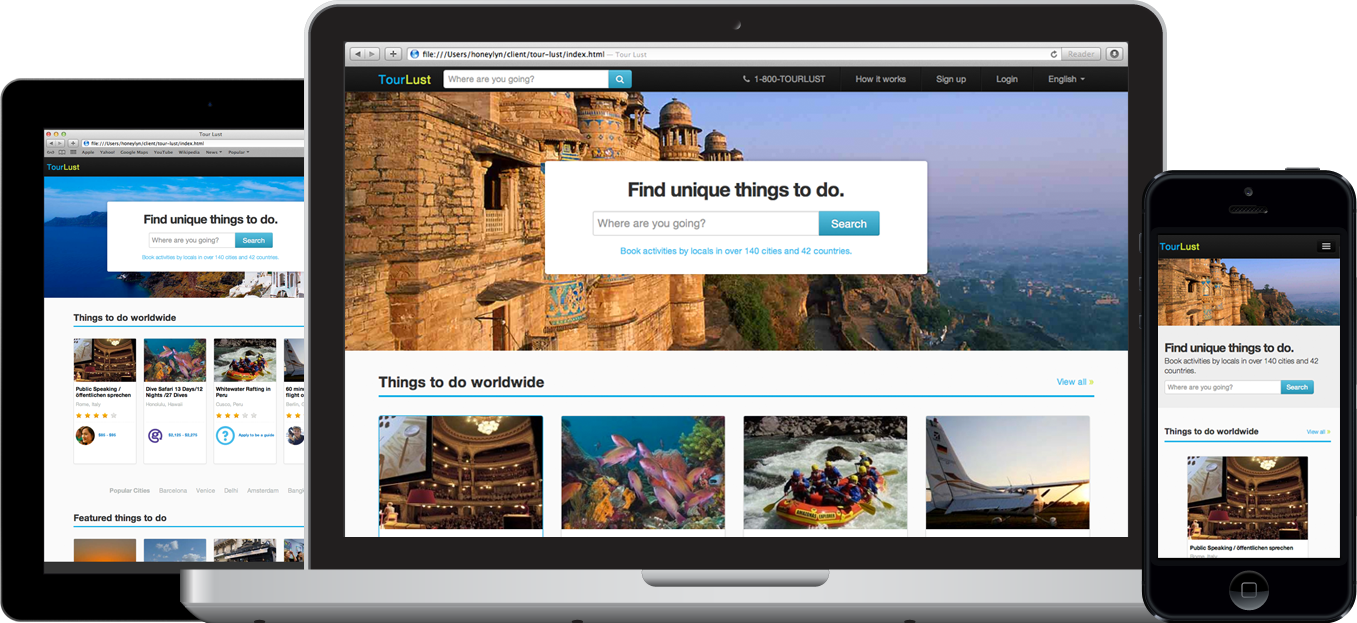 Tour Lust
file:///Users/honeylyn/client/tour-lust/index.html
Apple Yahoo! Google Maps YouTube Wikipedia News Popular
TourLust
Find unique things to do.
Where are you going? Search
Book activities by locals in over 140 cities and 42 countries.
Things to do worldwide
Public Speaking /
öffentlichen sprechen
Rome, Italy
$50 - $80
Dive Safari 13 Days/12
Nights /27 Dives
Honolulu, Hawaii
$2,120 - $2,275
Whitewater Rafting in
Peru
Cusco, Peru
?
Apply to be a guide
60 min
flight o
Berlin, D
Popular Cities Barcelona Venice Delhi Amsterdam Bangk
Featured things to do
file:///Users/honeylyn/client/tour-lust/index.html — Tour Lust
Reader
TourLust
Where are you going?
1-800-TOURLUST How it works Sign up Login English
Find unique things to do.
Where are you going? Search
Book activities by locals in over 140 cities and 42 countries.
Things to do worldwide View all »
AMAZONAS EXPLORER
TourLust
Find unique things to do.
Book activities by locals in over 140 cities and 42
countries.
Where are you going? Search
Things to do worldwide View all »
Public Speaking / öffentlichen sprechen
Rome, Italy